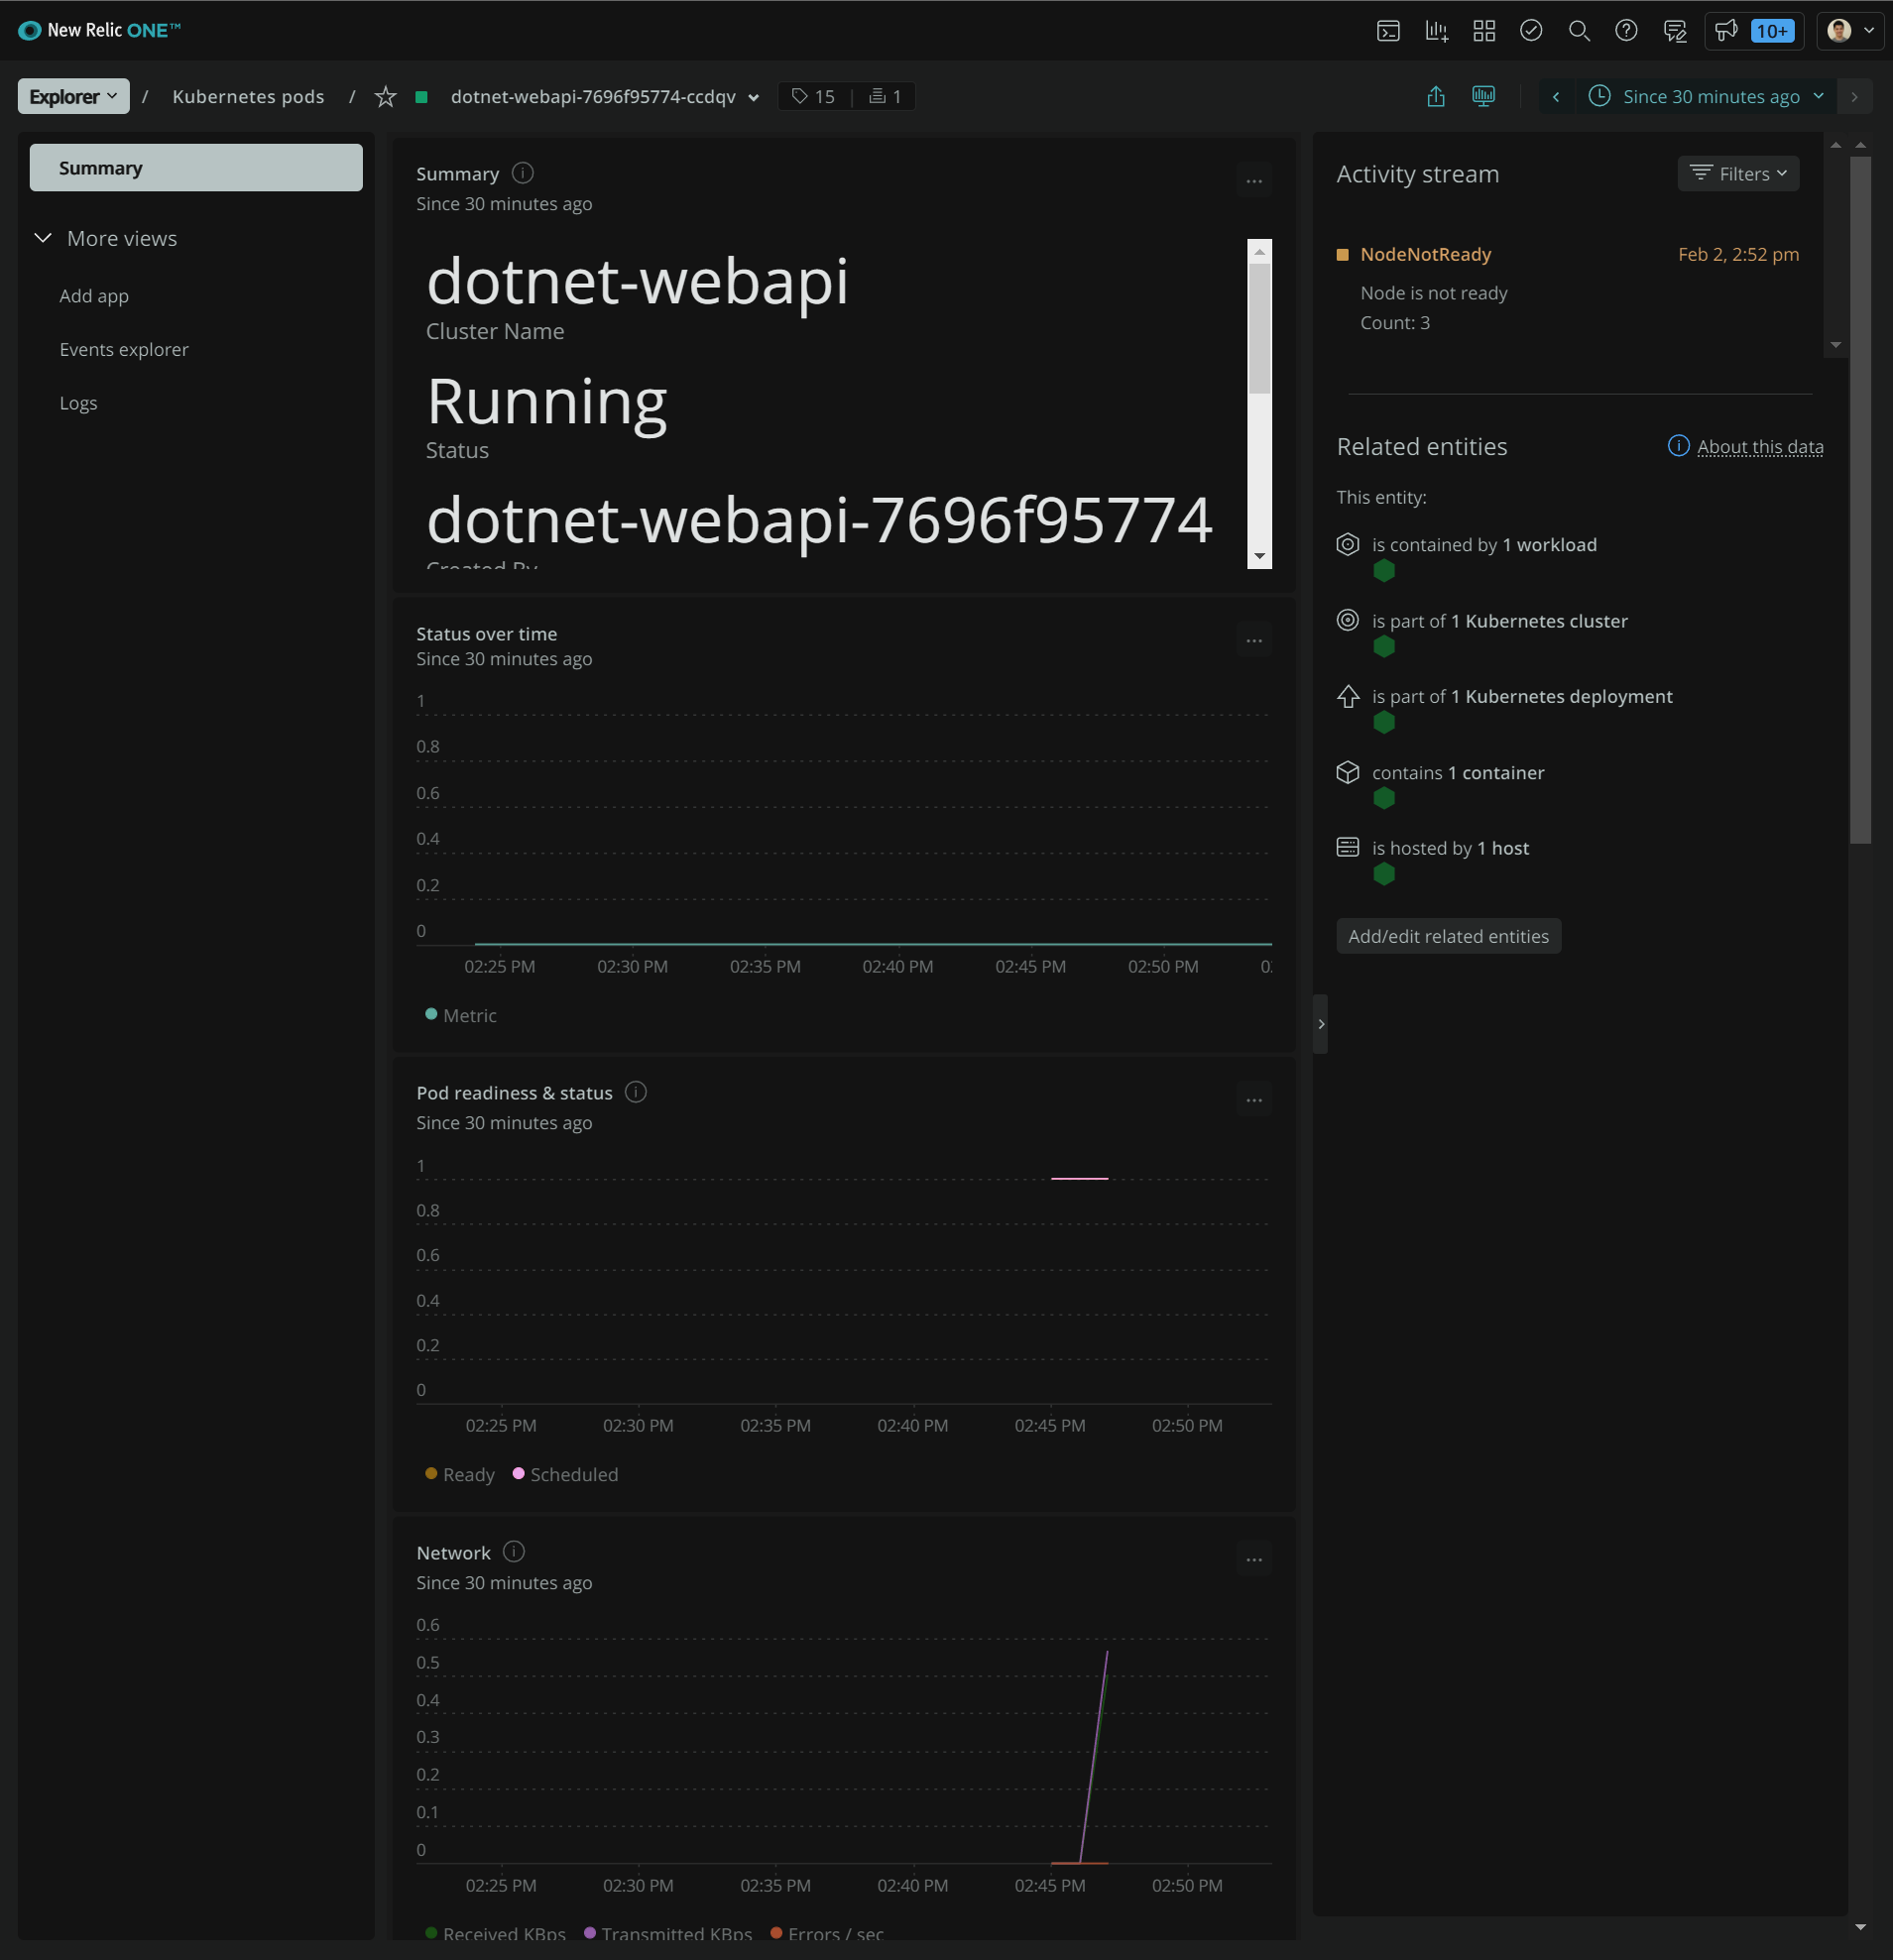 New Relic ONE™
10+
Explorer / Kubernetes pods / dotnet-webapi-7696f95774-ccdqv 15 | 1
Since 30 minutes ago
Summary
More views
Add app
Events explorer
Logs
Summary
Since 30 minutes ago
dotnet-webapi
Cluster Name
Running
Status
dotnet-webapi-7696f95774
Created By
Status over time
Since 30 minutes ago
1
0.8
0.6
0.4
0.2
0
02:25 PM 02:30 PM 02:35 PM 02:40 PM 02:45 PM 02:50 PM 02
Metric
Pod readiness & status
Since 30 minutes ago
1
0.8
0.6
0.4
0.2
0
02:25 PM 02:30 PM 02:35 PM 02:40 PM 02:45 PM 02:50 PM
Ready Scheduled
Network
Since 30 minutes ago
0.6
0.5
0.4
0.3
0.2
0.1
0
02:25 PM 02:30 PM 02:35 PM 02:40 PM 02:45 PM 02:50 PM
Received KBps Transmitted KBps Errors / sec
Activity stream
Filters
NodeNotReady Feb 2, 2:52 pm
Node is not ready
Count: 3
Related entities
About this data
This entity:
is contained by 1 workload
is part of 1 Kubernetes cluster
is part of 1 Kubernetes deployment
contains 1 container
is hosted by 1 host
Add/edit related entities